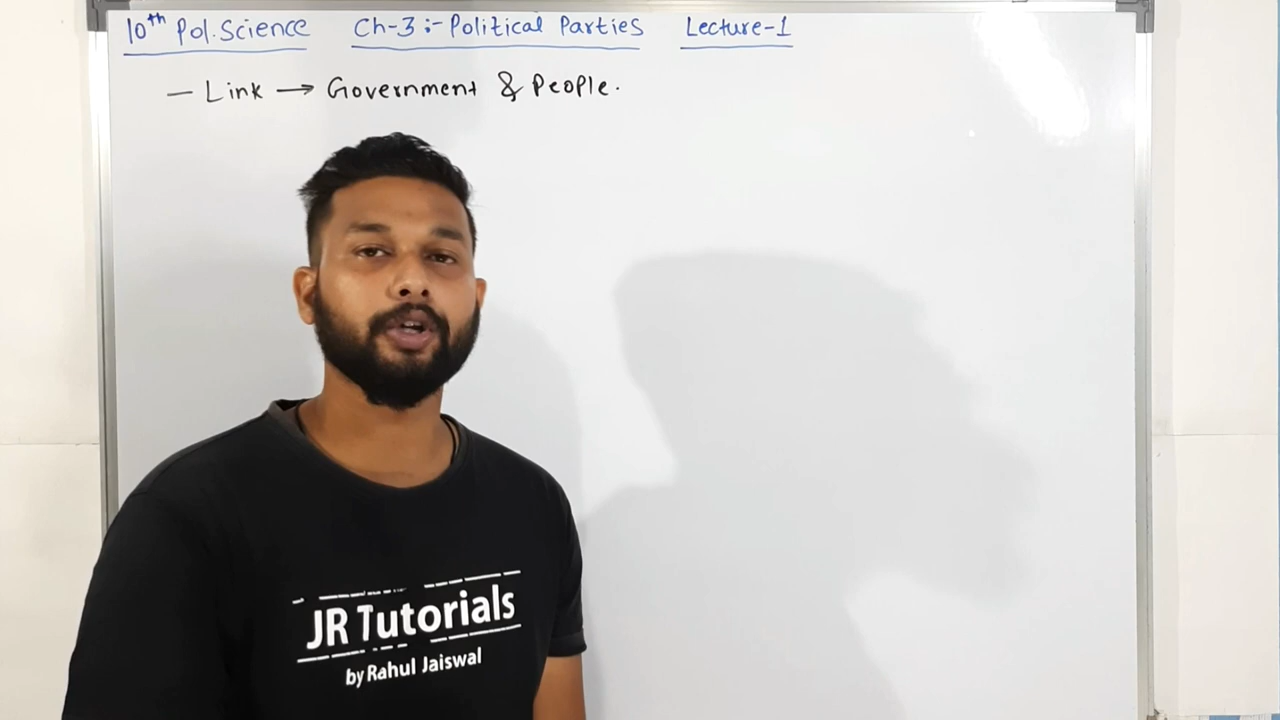 10th Pol. Science Ch-3 :- Political Parties Lecture-1
— Link → Government & People.
JR Tutorials
by Rahul Jaiswal